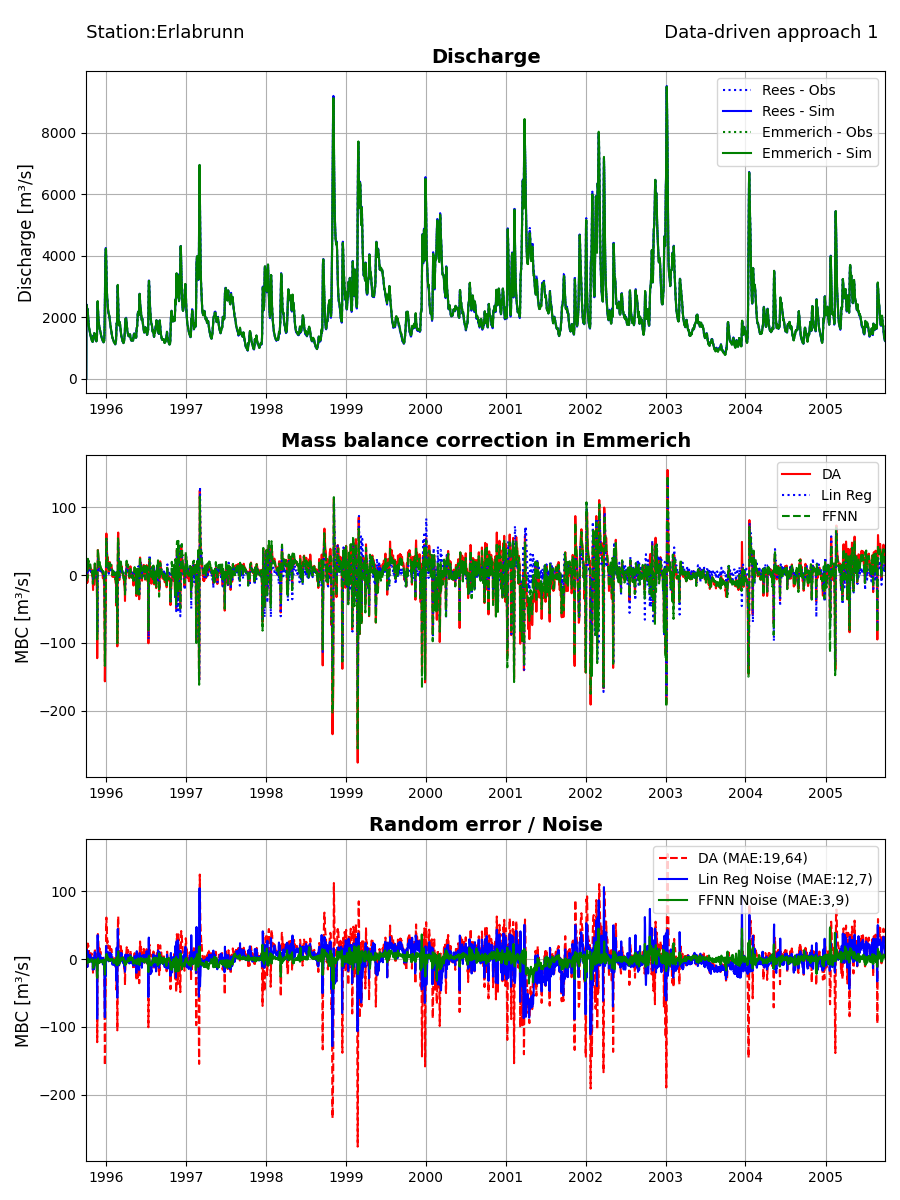 Station:Erlabrunn
Data-driven approach 1
Discharge
Rees - Obs
Rees - Sim
Emmerich - Obs
Emmerich - Sim
Discharge [m³/s]
8000
6000
4000
2000
0
1996 1997 1998 1999 2000 2001 2002 2003 2004 2005
Mass balance correction in Emmerich
DA
Lin Reg
FFNN
MBC [m³/s]
100
0
−100
−200
1996 1997 1998 1999 2000 2001 2002 2003 2004 2005
Random error / Noise
DA (MAE:19,64)
Lin Reg Noise (MAE:12,7)
FFNN Noise (MAE:3,9)
MBC [m³/s]
100
0
−100
−200
1996 1997 1998 1999 2000 2001 2002 2003 2004 2005